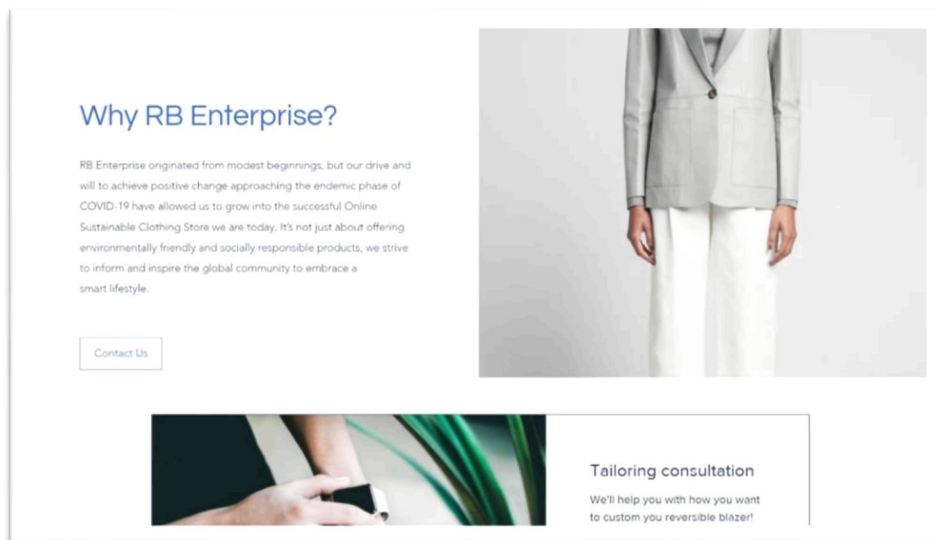 Why RB Enterprise?
RB Enterprise originated from modest beginnings, but our drive and
will to achieve positive change approaching the endemic phase of
COVID-19 have allowed us to grow into the successful Online
Sustainable Clothing Store we are today. It's not just about offering
environmentally friendly and socially responsible products, we strive
to inform and inspire the global community to embrace a
smart lifestyle.
Contact Us
Tailoring consultation
We'll help you with how you want
to custom you reversible blazer!